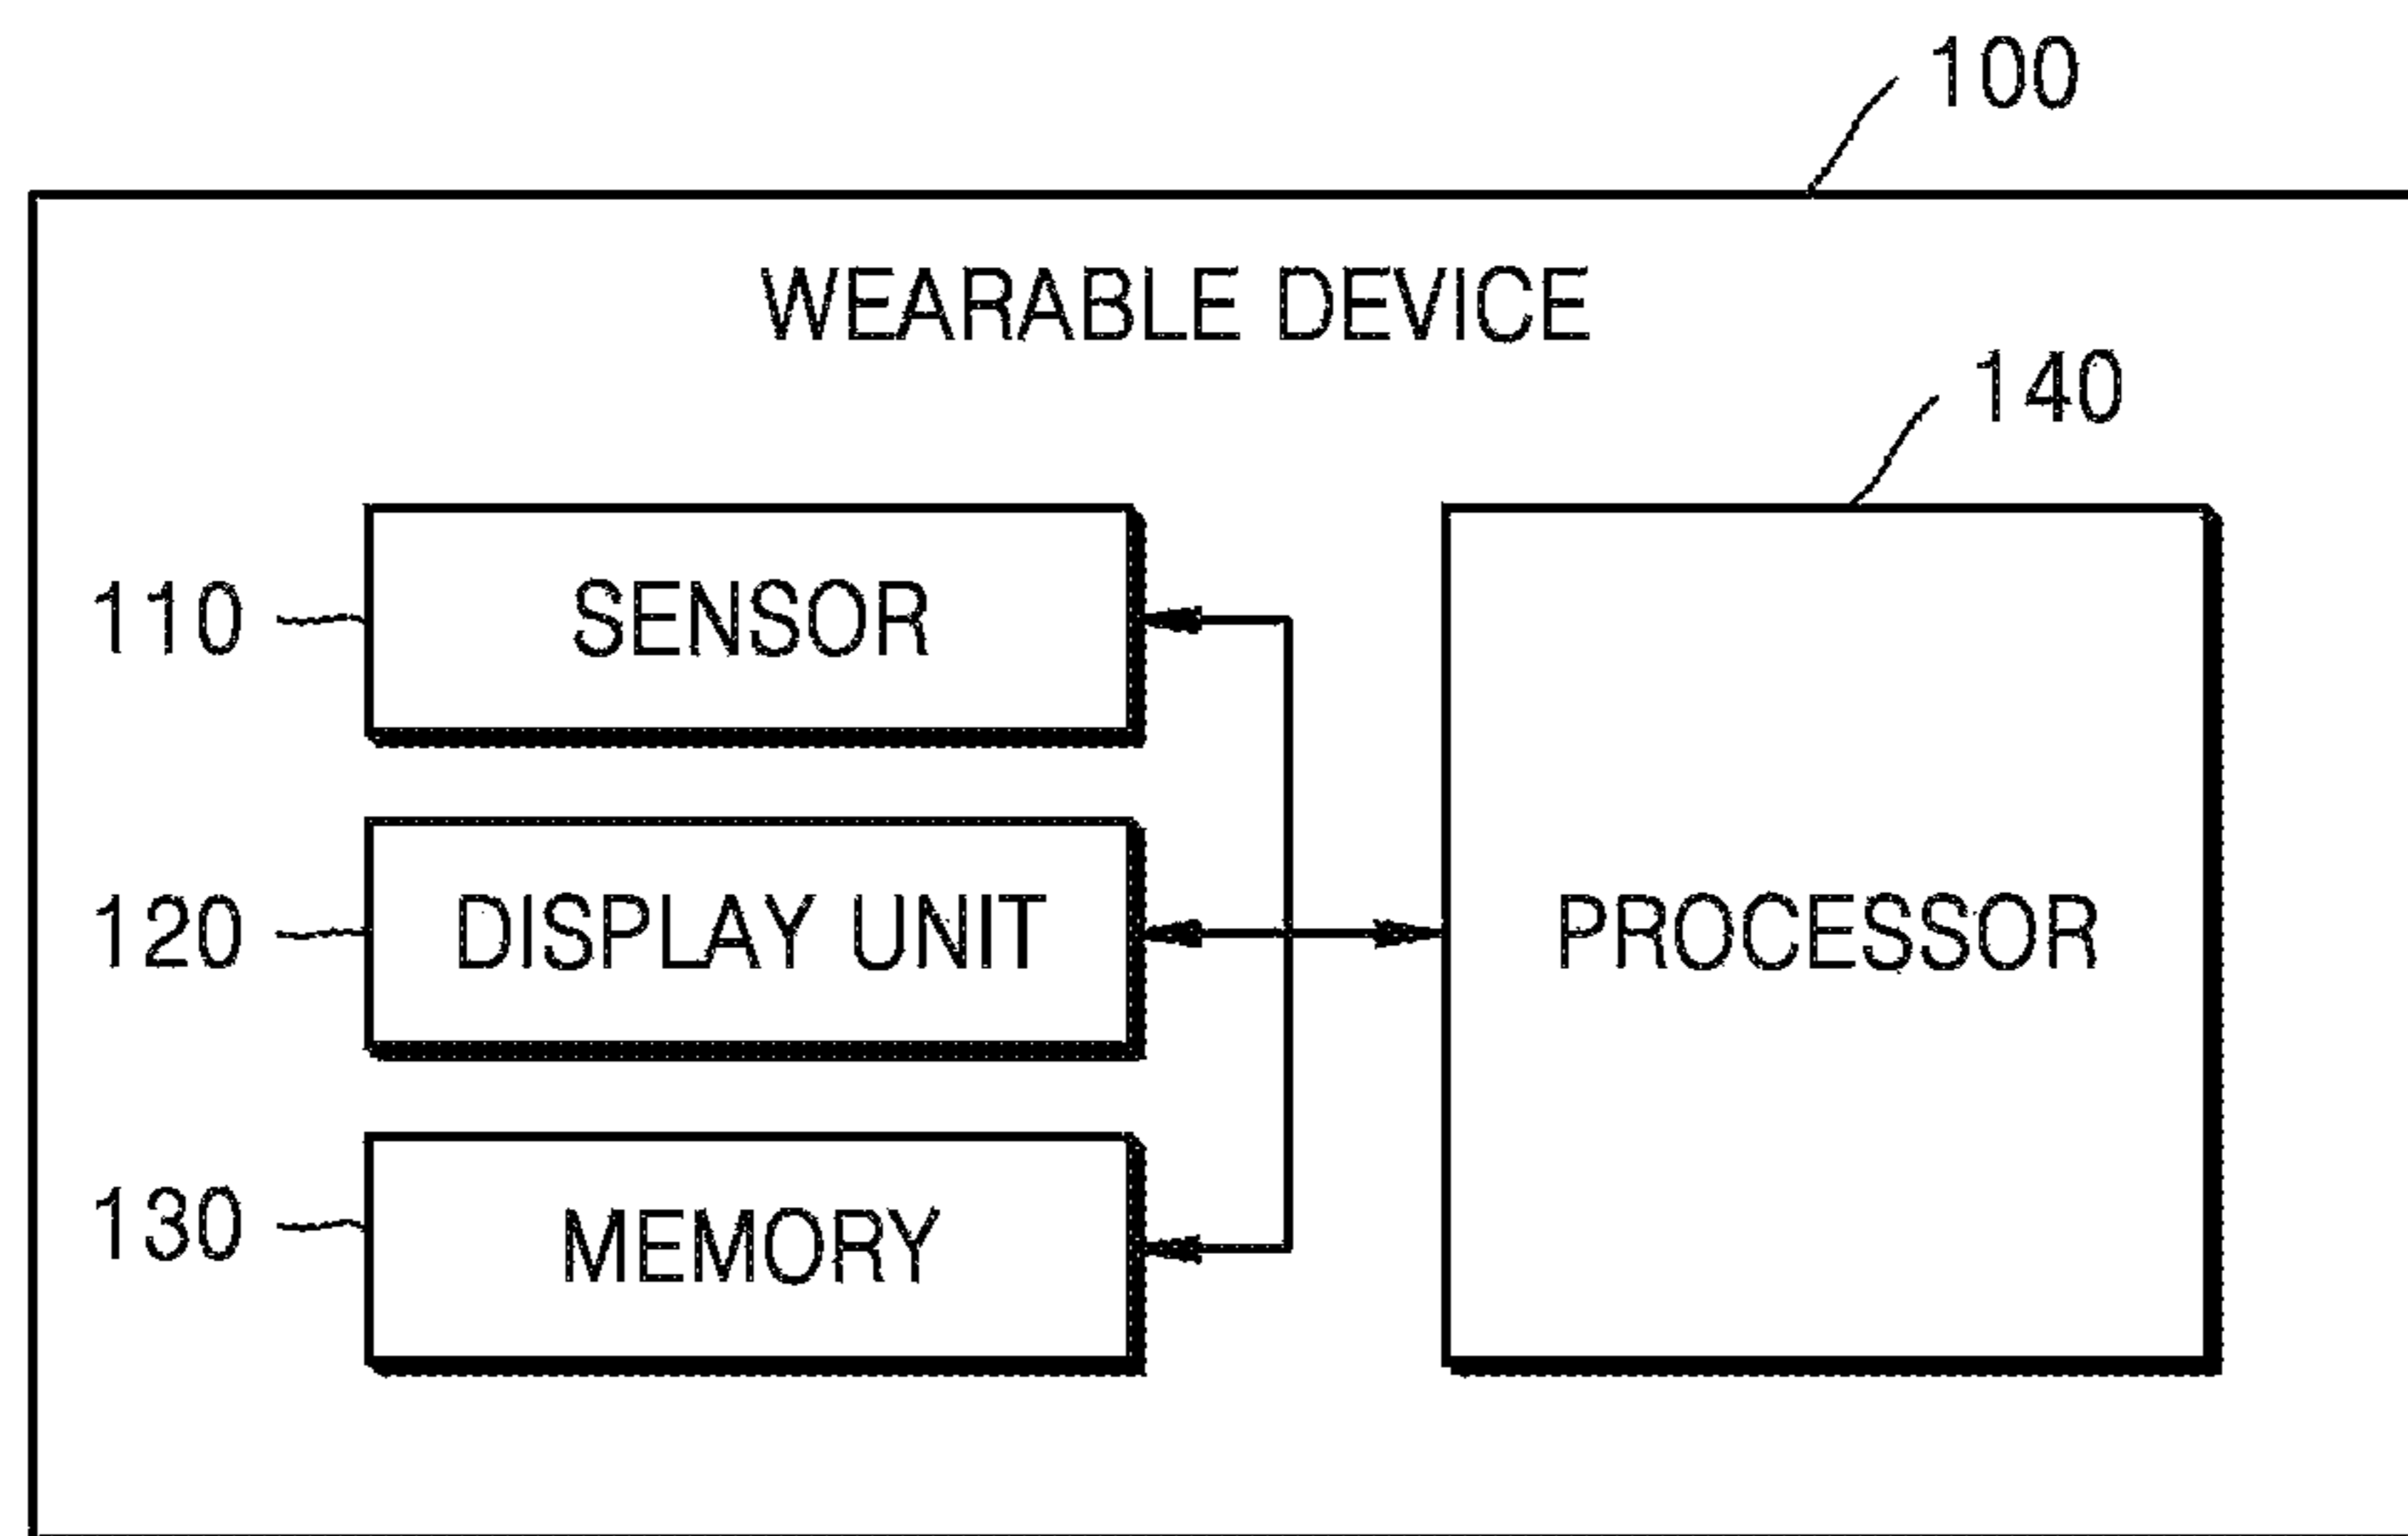 100
WEARABLE DEVICE
140
110 SENSOR
120 DISPLAY UNIT PROCESSOR
130 MEMORY